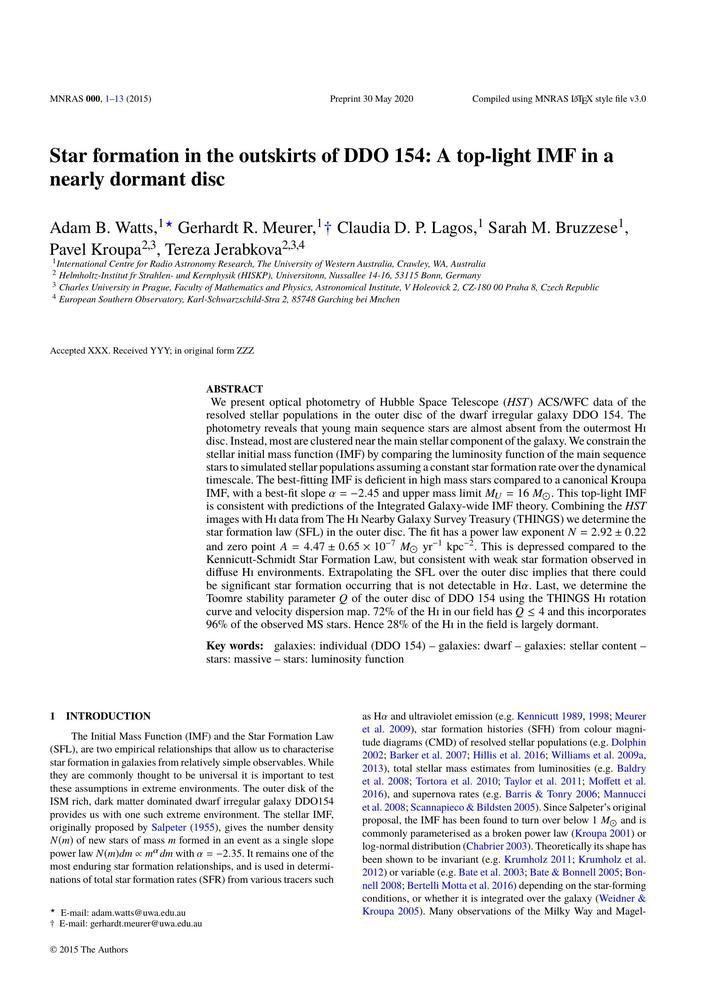 MNRAS 000, 1–13 (2015)
Preprint 30 May 2020
Compiled using MNRAS LATEX style file v3.0
Star formation in the outskirts of DDO 154: A top-light IMF in a
nearly dormant disc
Adam B. Watts,1⋆ Gerhardt R. Meurer,1† Claudia D. P. Lagos,1 Sarah M. Bruzzese1,
Pavel Kroupa2,3, Tereza Jerabkova2,3,4
1International Centre for Radio Astronomy Research, The University of Western Australia, Crawley, WA, Australia
2 Helmholtz-Institut fr Strahlen- und Kernphysik (HISKP), Universitonn, Nussallee 14-16, 53115 Bonn, Germany
3 Charles University in Prague, Faculty of Mathematics and Physics, Astronomical Institute, V Holeovick 2, CZ-180 00 Praha 8, Czech Republic
4 European Southern Observatory, Karl-Schwarzschild-Stra 2, 85748 Garching bei Mnchen
Accepted XXX. Received YYY; in original form ZZZ
ABSTRACT
We present optical photometry of Hubble Space Telescope (HST) ACS/WFC data of the
resolved stellar populations in the outer disc of the dwarf irregular galaxy DDO 154. The
photometry reveals that young main sequence stars are almost absent from the outermost HI
disc. Instead, most are clustered near the main stellar component of the galaxy. We constrain the
stellar initial mass function (IMF) by comparing the luminosity function of the main sequence
stars to simulated stellar populations assuming a constant star formation rate over the dynamical
timescale. The best-fitting IMF is deficient in high mass stars compared to a canonical Kroupa
IMF, with a best-fit slope α = −2.45 and upper mass limit MU = 16 M⊙. This top-light IMF
is consistent with predictions of the Integrated Galaxy-wide IMF theory. Combining the HST
images with HI data from The HI Nearby Galaxy Survey Treasury (THINGS) we determine the
star formation law (SFL) in the outer disc. The fit has a power law exponent N = 2.92 ± 0.22
and zero point A = 4.47 ± 0.65 × 10−7 M⊙ yr−1 kpc−2. This is depressed compared to the
Kennicutt-Schmidt Star Formation Law, but consistent with weak star formation observed in
diffuse HI environments. Extrapolating the SFL over the outer disc implies that there could
be significant star formation occurring that is not detectable in Hα. Last, we determine the
Toomre stability parameter Q of the outer disc of DDO 154 using the THINGS HI rotation
curve and velocity dispersion map. 72% of the HI in our field has Q ≤ 4 and this incorporates
96% of the observed MS stars. Hence 28% of the HI in the field is largely dormant.
Key words: galaxies: individual (DDO 154) – galaxies: dwarf – galaxies: stellar content –
stars: massive – stars: luminosity function
1 INTRODUCTION
The Initial Mass Function (IMF) and the Star Formation Law
(SFL), are two empirical relationships that allow us to characterise
star formation in galaxies from relatively simple observables. While
they are commonly thought to be universal it is important to test
these assumptions in extreme environments. The outer disk of the
ISM rich, dark matter dominated dwarf irregular galaxy DDO154
provides us with one such extreme environment. The stellar IMF,
originally proposed by Salpeter (1955), gives the number density
N(m) of new stars of mass m formed in an event as a single slope
power law N(m)dm ∝ mαdm with α = −2.35. It remains one of the
most enduring star formation relationships, and is used in determi-
nations of total star formation rates (SFR) from various tracers such
⋆ E-mail: adam.watts@uwa.edu.au
† E-mail: gerhardt.meurer@uwa.edu.au
© 2015 The Authors
as Hα and ultraviolet emission (e.g. Kennicutt 1989, 1998; Meurer
et al. 2009), star formation histories (SFH) from colour magni-
tude diagrams (CMD) of resolved stellar populations (e.g. Dolphin
2002; Barker et al. 2007; Hillis et al. 2016; Williams et al. 2009a,
2013), total stellar mass estimates from luminosities (e.g. Baldry
et al. 2008; Tortora et al. 2010; Taylor et al. 2011; Moffett et al.
2016), and supernova rates (e.g. Barris & Tonry 2006; Mannucci
et al. 2008; Scannapieco & Bildsten 2005). Since Salpeter's original
proposal, the IMF has been found to turn over below 1 M⊙ and is
commonly parameterised as a broken power law (Kroupa 2001) or
log-normal distribution (Chabrier 2003). Theoretically its shape has
been shown to be invariant (e.g. Krumholz 2011; Krumholz et al.
2012) or variable (e.g. Bate et al. 2003; Bate & Bonnell 2005; Bon-
nell 2008; Bertelli Motta et al. 2016) depending on the star-forming
conditions, or whether it is integrated over the galaxy (Weidner &
Kroupa 2005). Many observations of the Milky Way and Magel-